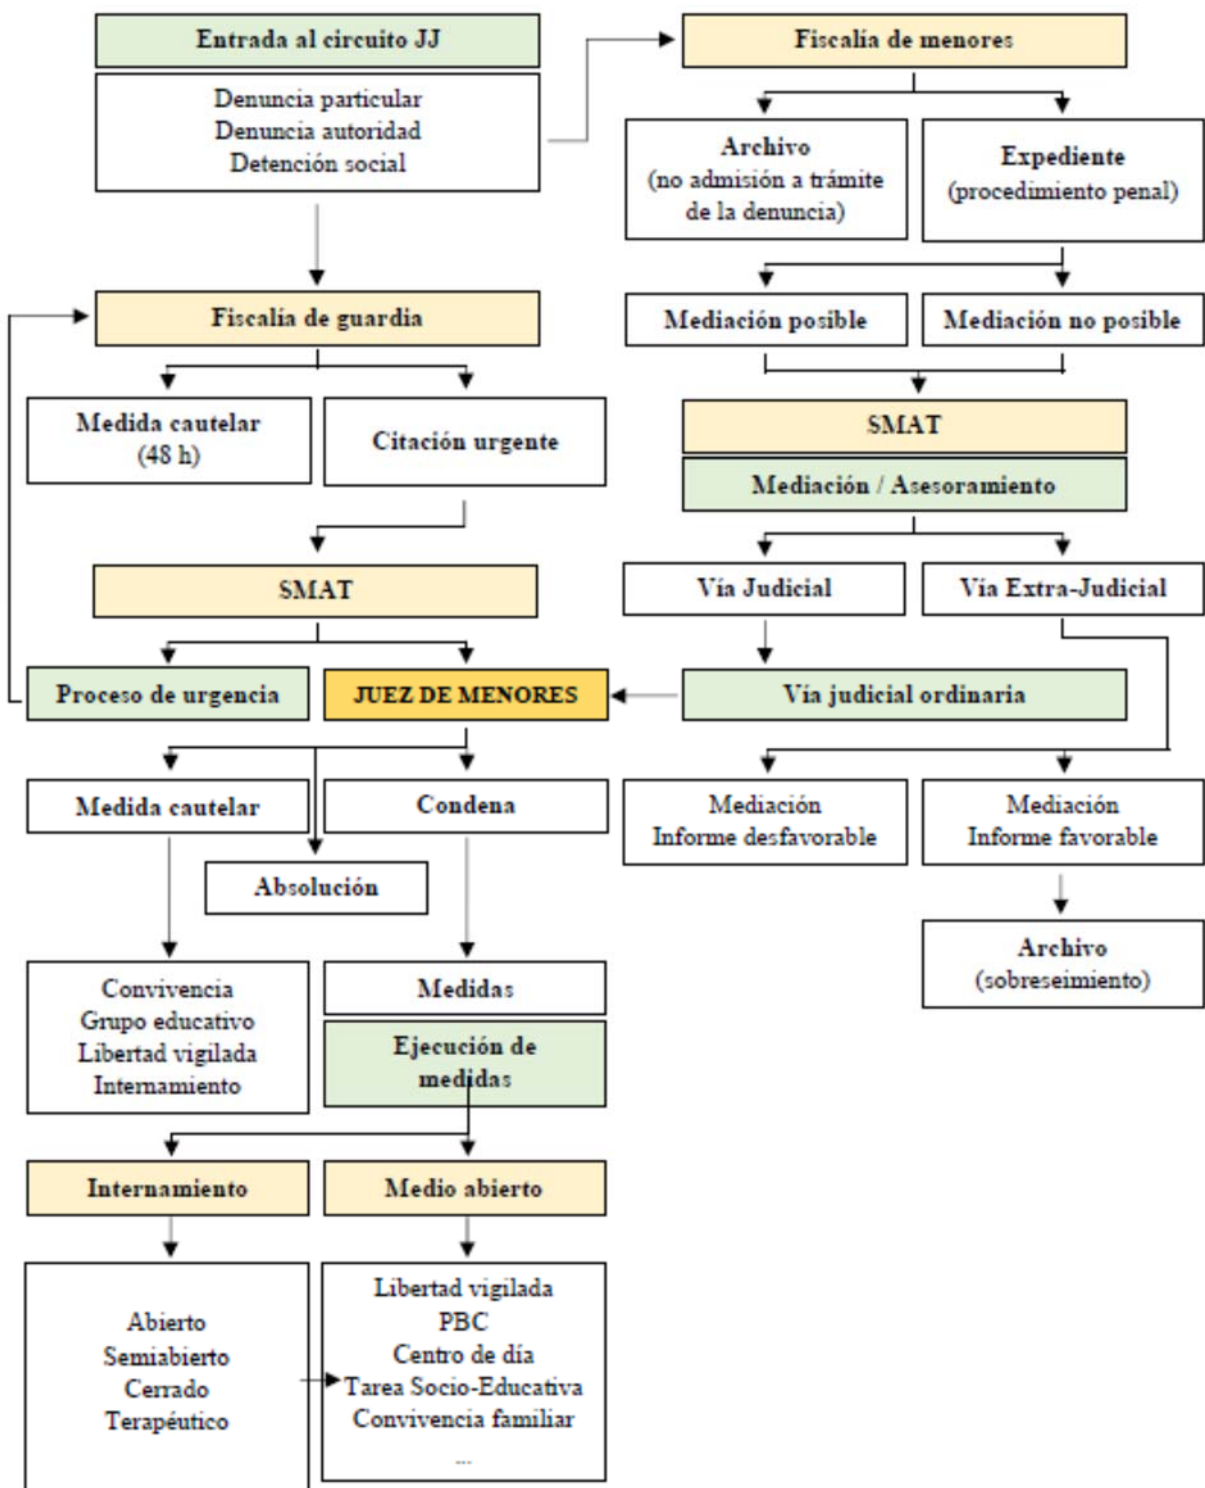 Entrada al circuito JJ
Denuncia particular
Denuncia autoridad
Detención social
Fiscalía de menores
Archivo
(no admisión a trámite
de la denuncia)
Expediente
(procedimiento penal)
Fiscalía de guardia
Mediación posible
Mediación no posible
Medida cautelar
(48 h)
Citación urgente
SMAT
Mediación / Asesoramiento
SMAT
Vía Judicial
Vía Extra-Judicial
Proceso de urgencia
JUEZ DE MENORES
Vía judicial ordinaria
Medida cautelar
Condena
Absolución
Mediación
Informe desfavorable
Mediación
Informe favorable
Archivo
(sobreseimiento)
Convivencia
Grupo educativo
Libertad vigilada
Internamiento
Medidas
Ejecución de
medidas
Internamiento
Medio abierto
Abierto
Semiabierto
Cerrado
Terapéutico
Libertad vigilada
PBC
Centro de día
Tarea Socio-Educativa
Convivencia familiar
...